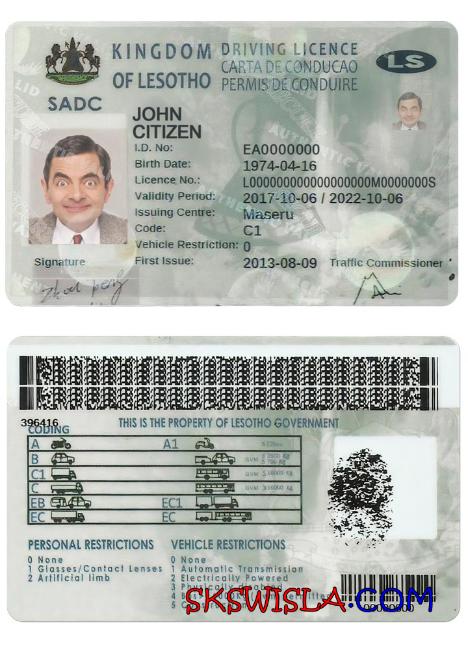 KINGDOM OF LESOTHO
DRIVING LICENCE
CARTA DE CONDUCAO
PERMIS DE CONDUIRE
LS
SADC
JOHN
CITIZEN
I.D. No: EA0000000
Birth Date: 1974-04-16
Licence No.: L000000000000000000M0000000S
Validity Period: 2017-10-06 / 2022-10-06
Issuing Centre: Maseru
Code: C1
Vehicle Restriction: 0
First Issue: 2013-08-09
Signature
Traffic Commissioner
396416
THIS IS THE PROPERTY OF LESOTHO GOVERNMENT
CODING
A A1
B
C1
C
EB EC1
EC EC
PERSONAL RESTRICTIONS
0 None
1 Glasses/Contact Lenses
2 Artificial limb
VEHICLE RESTRICTIONS
0 None
1 Automatic Transmission
2 Electrically Powered
3 Physically disabled
4
5
SKSWISLA.COM